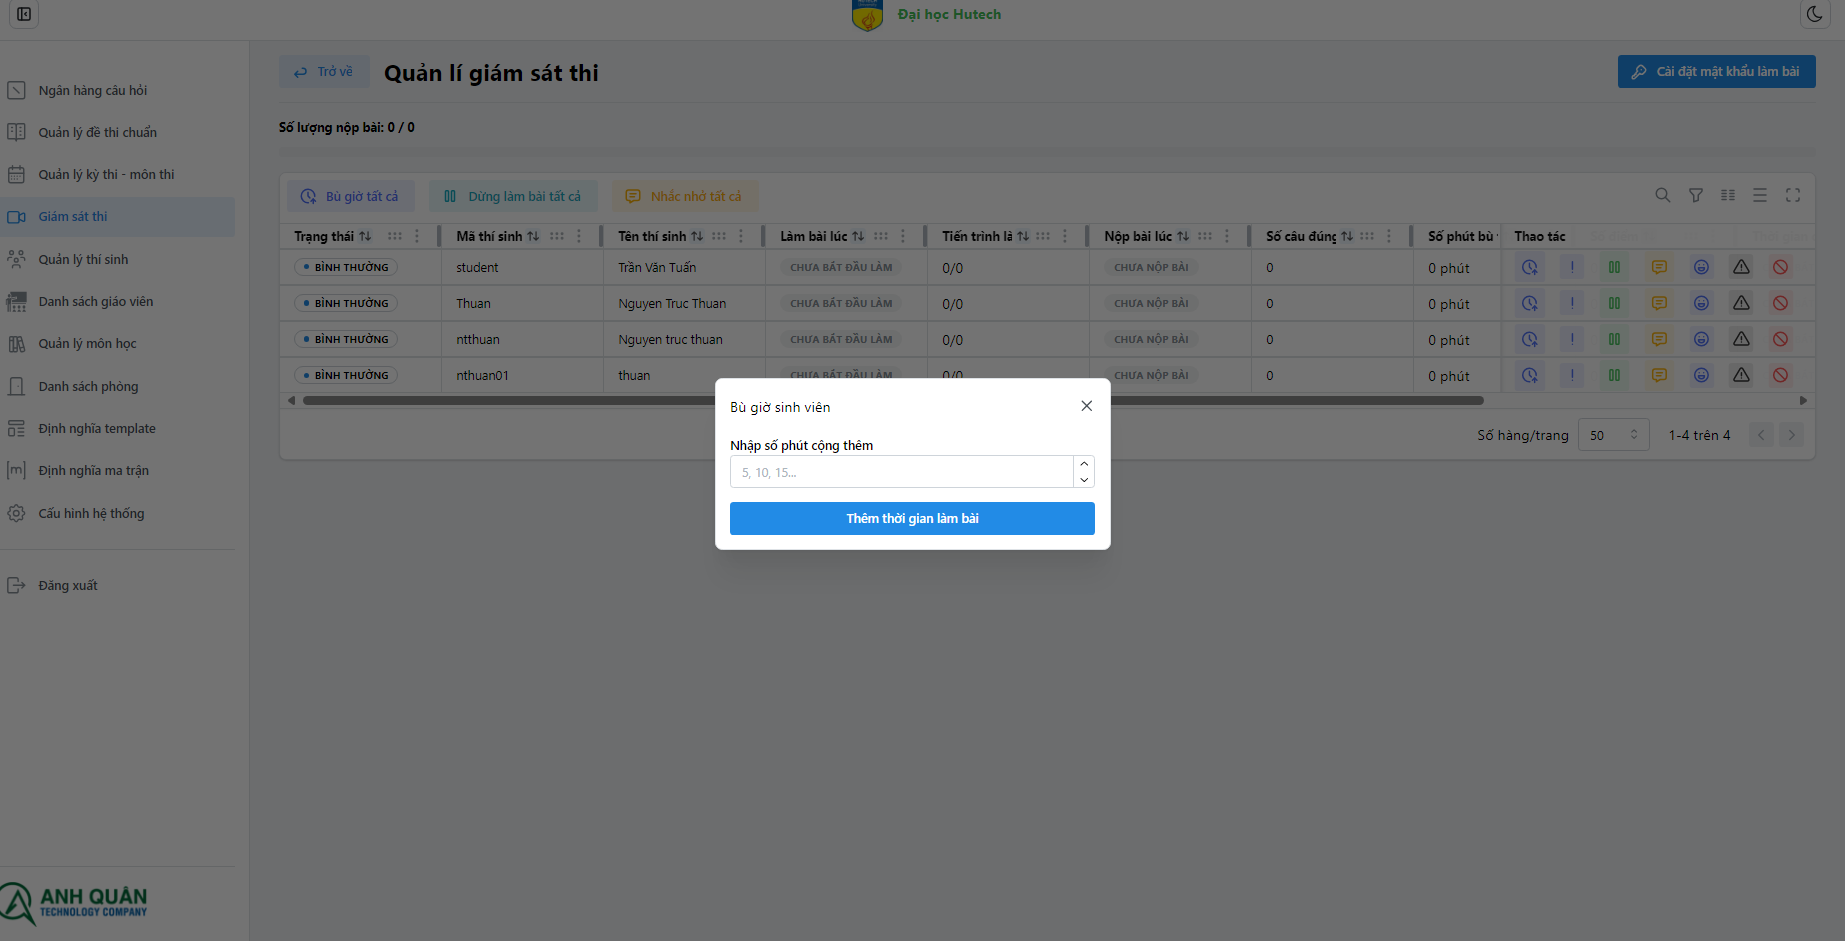 Đại học Hutech
Ngân hàng câu hỏi
Quản lý đề thi chuẩn
Quản lý kỳ thi - môn thi
Giám sát thi
Quản lý thí sinh
Danh sách giáo viên
Quản lý môn học
Danh sách phòng
Định nghĩa template
Định nghĩa ma trận
Cấu hình hệ thống
Đăng xuất
ANH QUÂN
TECHNOLOGY COMPANY
Trở về
Quản lí giám sát thi
Cài đặt mật khẩu làm bài
Số lượng nộp bài: 0 / 0
Bù giờ tất cả
Dừng làm bài tất cả
Nhắc nhở tất cả
Trạng thái Mã thí sinh Tên thí sinh Làm bài lúc Tiến trình là Nộp bài lúc Số câu đúng Số phút bù Thao tác
BÌNH THƯỜNG student Trần Văn Tuấn CHƯA BẮT ĐẦU LÀM 0/0 CHƯA NỘP BÀI 0 0 phút
BÌNH THƯỜNG Thuan Nguyen Truc Thuan CHƯA BẮT ĐẦU LÀM 0/0 CHƯA NỘP BÀI 0 0 phút
BÌNH THƯỜNG ntthuan Nguyen truc thuan CHƯA BẮT ĐẦU LÀM 0/0 CHƯA NỘP BÀI 0 0 phút
BÌNH THƯỜNG nthuan01 thuan CHƯA BẮT ĐẦU LÀM 0/0 CHƯA NỘP BÀI 0 0 phút
Số hàng/trang 50 1-4 trên 4
Bù giờ sinh viên
Nhập số phút cộng thêm
5, 10, 15...
Thêm thời gian làm bài